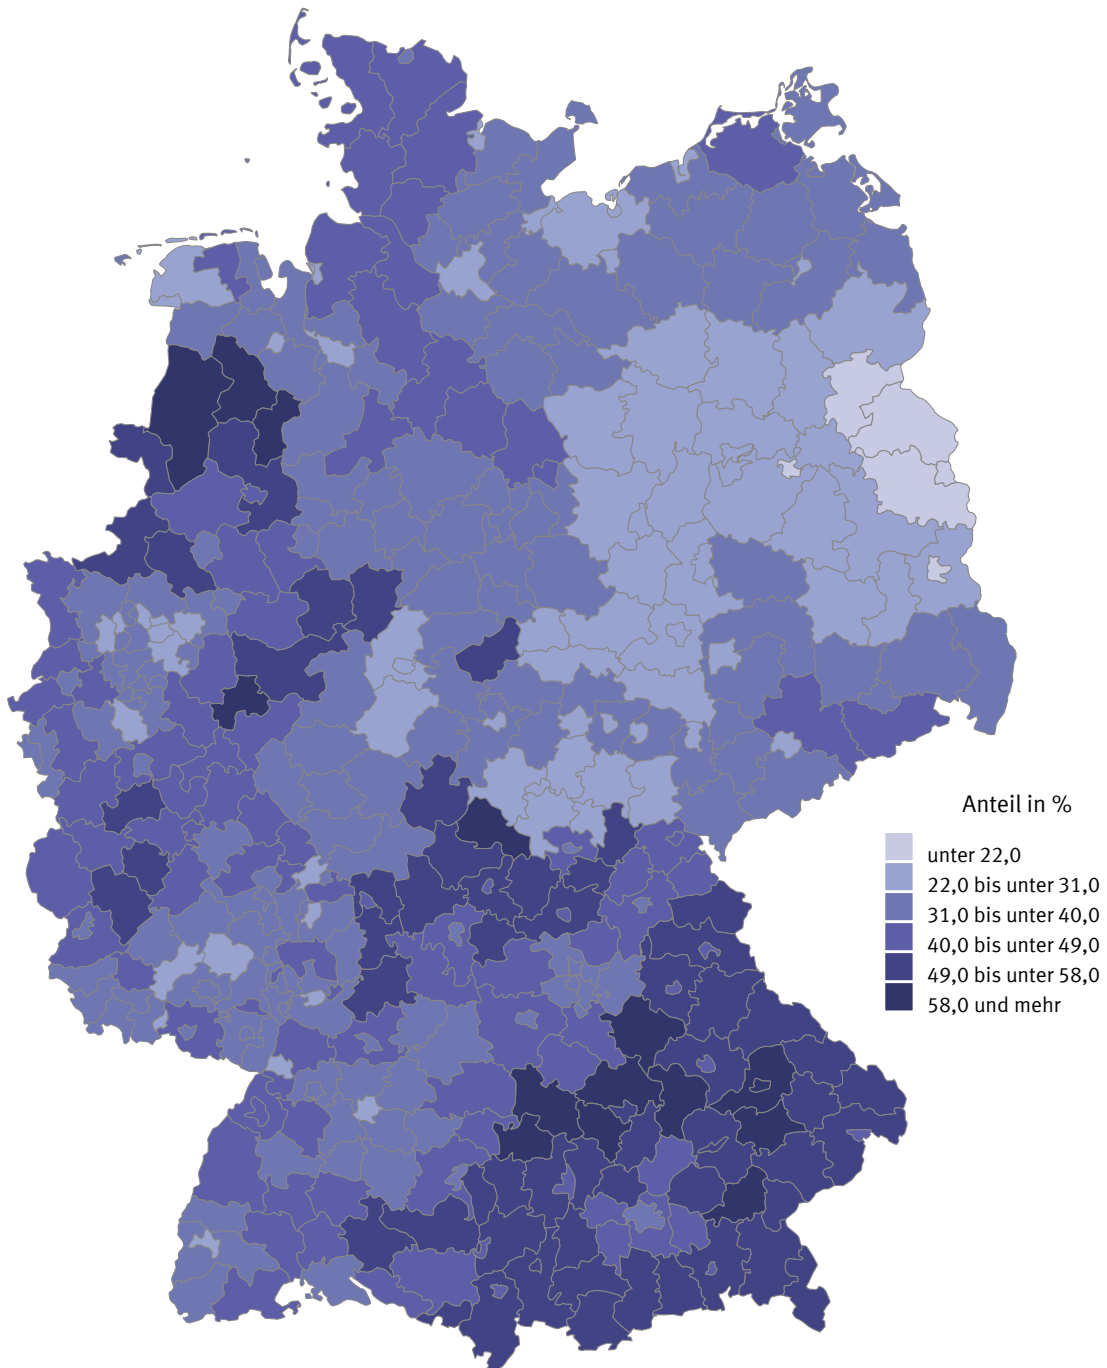 Anteil in %
unter 22,0
22,0 bis unter 31,0
31,0 bis unter 40,0
40,0 bis unter 49,0
49,0 bis unter 58,0
58,0 und mehr